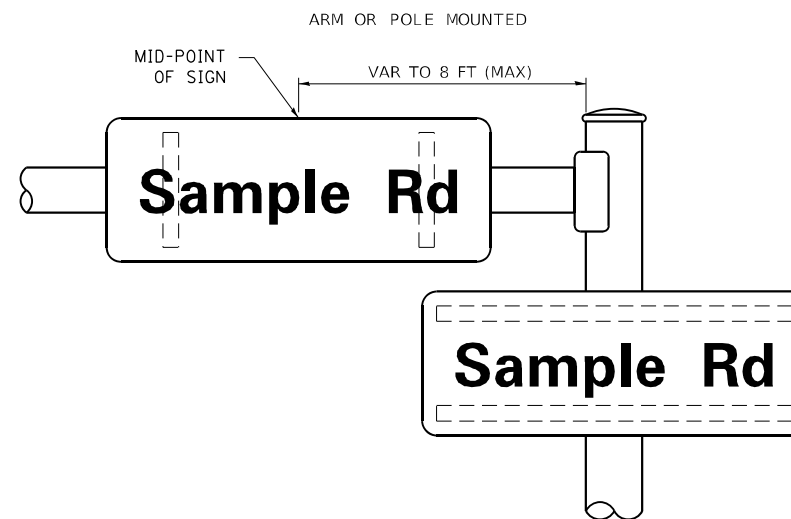 ARM OR POLE MOUNTED
MID-POINT
OF SIGN
VAR TO 8 FT (MAX)
Sample Rd
Sample Rd